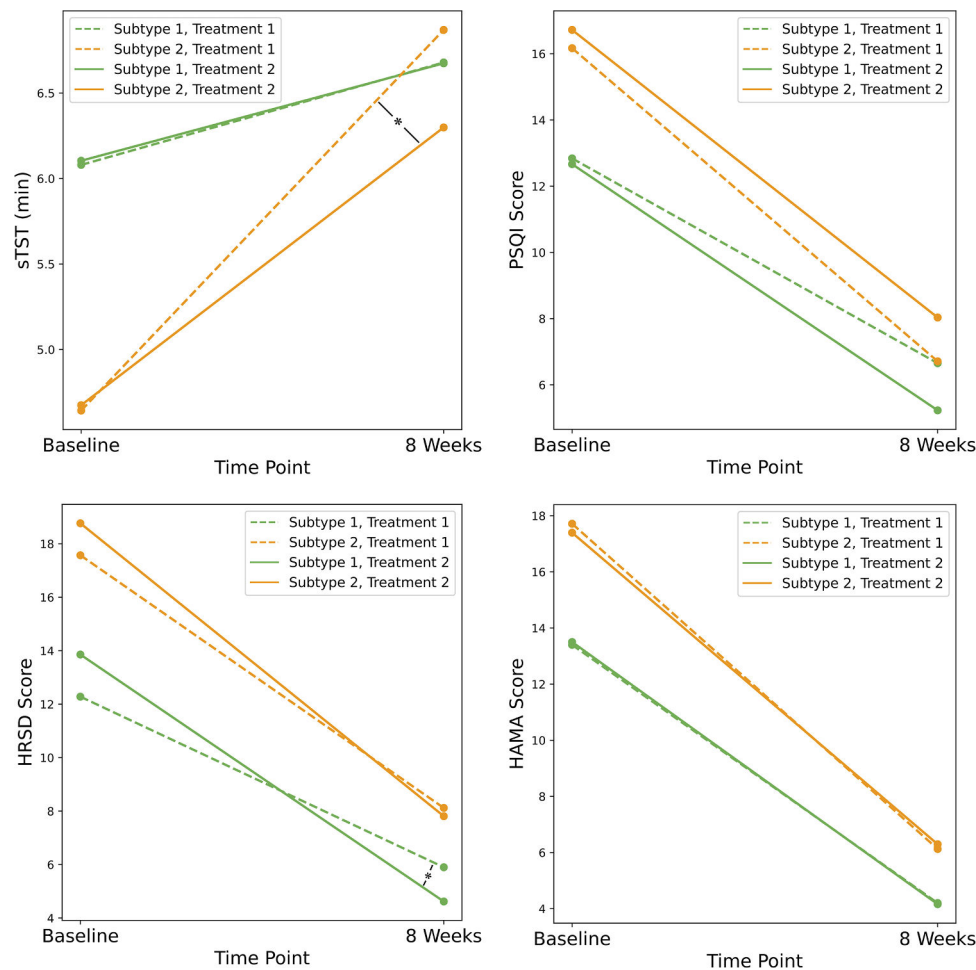 Subtype 1, Treatment 1
Subtype 2, Treatment 1
Subtype 1, Treatment 2
Subtype 2, Treatment 2
6.5
6.0
5.5
5.0
sTST (min)
*
Baseline
8 Weeks
Time Point
Subtype 1, Treatment 1
Subtype 2, Treatment 1
Subtype 1, Treatment 2
Subtype 2, Treatment 2
16
14
12
10
8
6
PSQI Score
Baseline
8 Weeks
Time Point
Subtype 1, Treatment 1
Subtype 2, Treatment 1
Subtype 1, Treatment 2
Subtype 2, Treatment 2
18
16
14
12
10
8
6
4
HRSD Score
*
Baseline
8 Weeks
Time Point
Subtype 1, Treatment 1
Subtype 2, Treatment 1
Subtype 1, Treatment 2
Subtype 2, Treatment 2
18
16
14
12
10
8
6
4
HAMA Score
Baseline
8 Weeks
Time Point